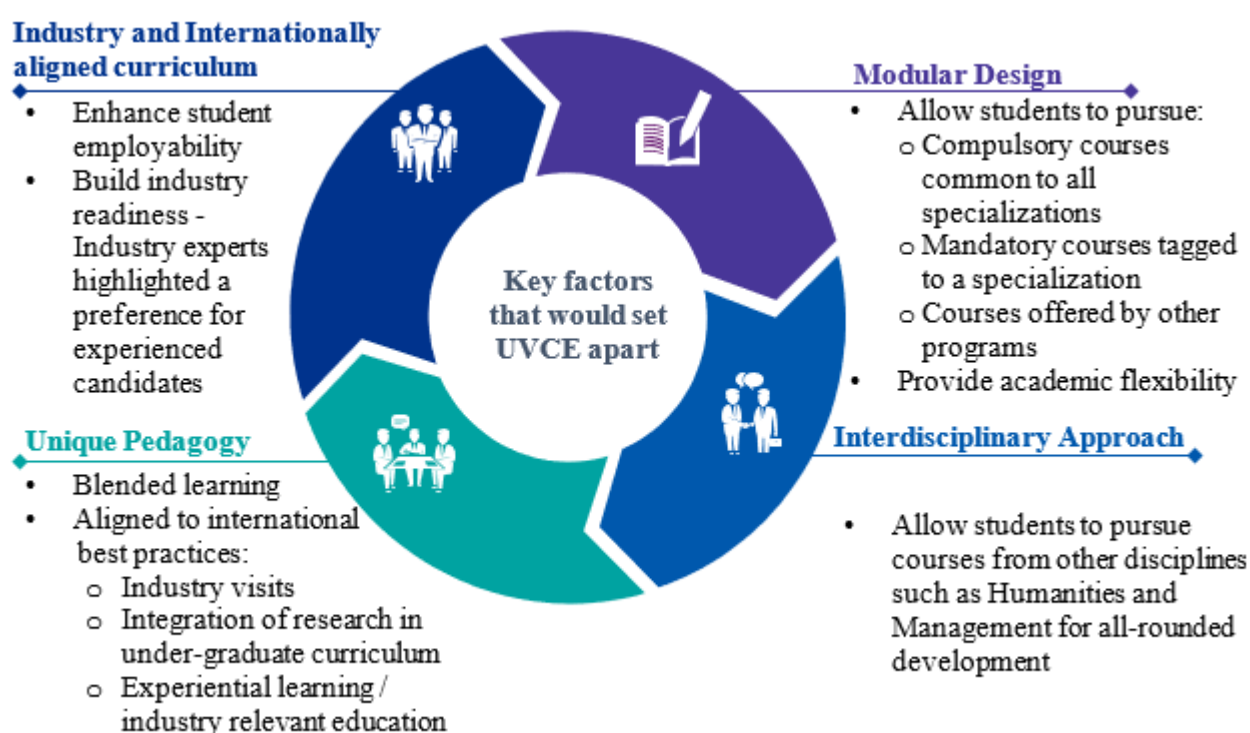 Industry and Internationally
aligned curriculum
• Enhance student
employability
• Build industry
readiness -
Industry experts
highlighted a
preference for
experienced
candidates
Modular Design
• Allow students to pursue:
o Compulsory courses
common to all
specializations
o Mandatory courses tagged
to a specialization
o Courses offered by other
programs
• Provide academic flexibility
Key factors
that would set
UVCE apart
Unique Pedagogy
• Blended learning
• Aligned to international
best practices:
o Industry visits
o Integration of research in
under-graduate curriculum
o Experiential learning /
industry relevant education
Interdisciplinary Approach
• Allow students to pursue
courses from other disciplines
such as Humanities and
Management for all-rounded
development